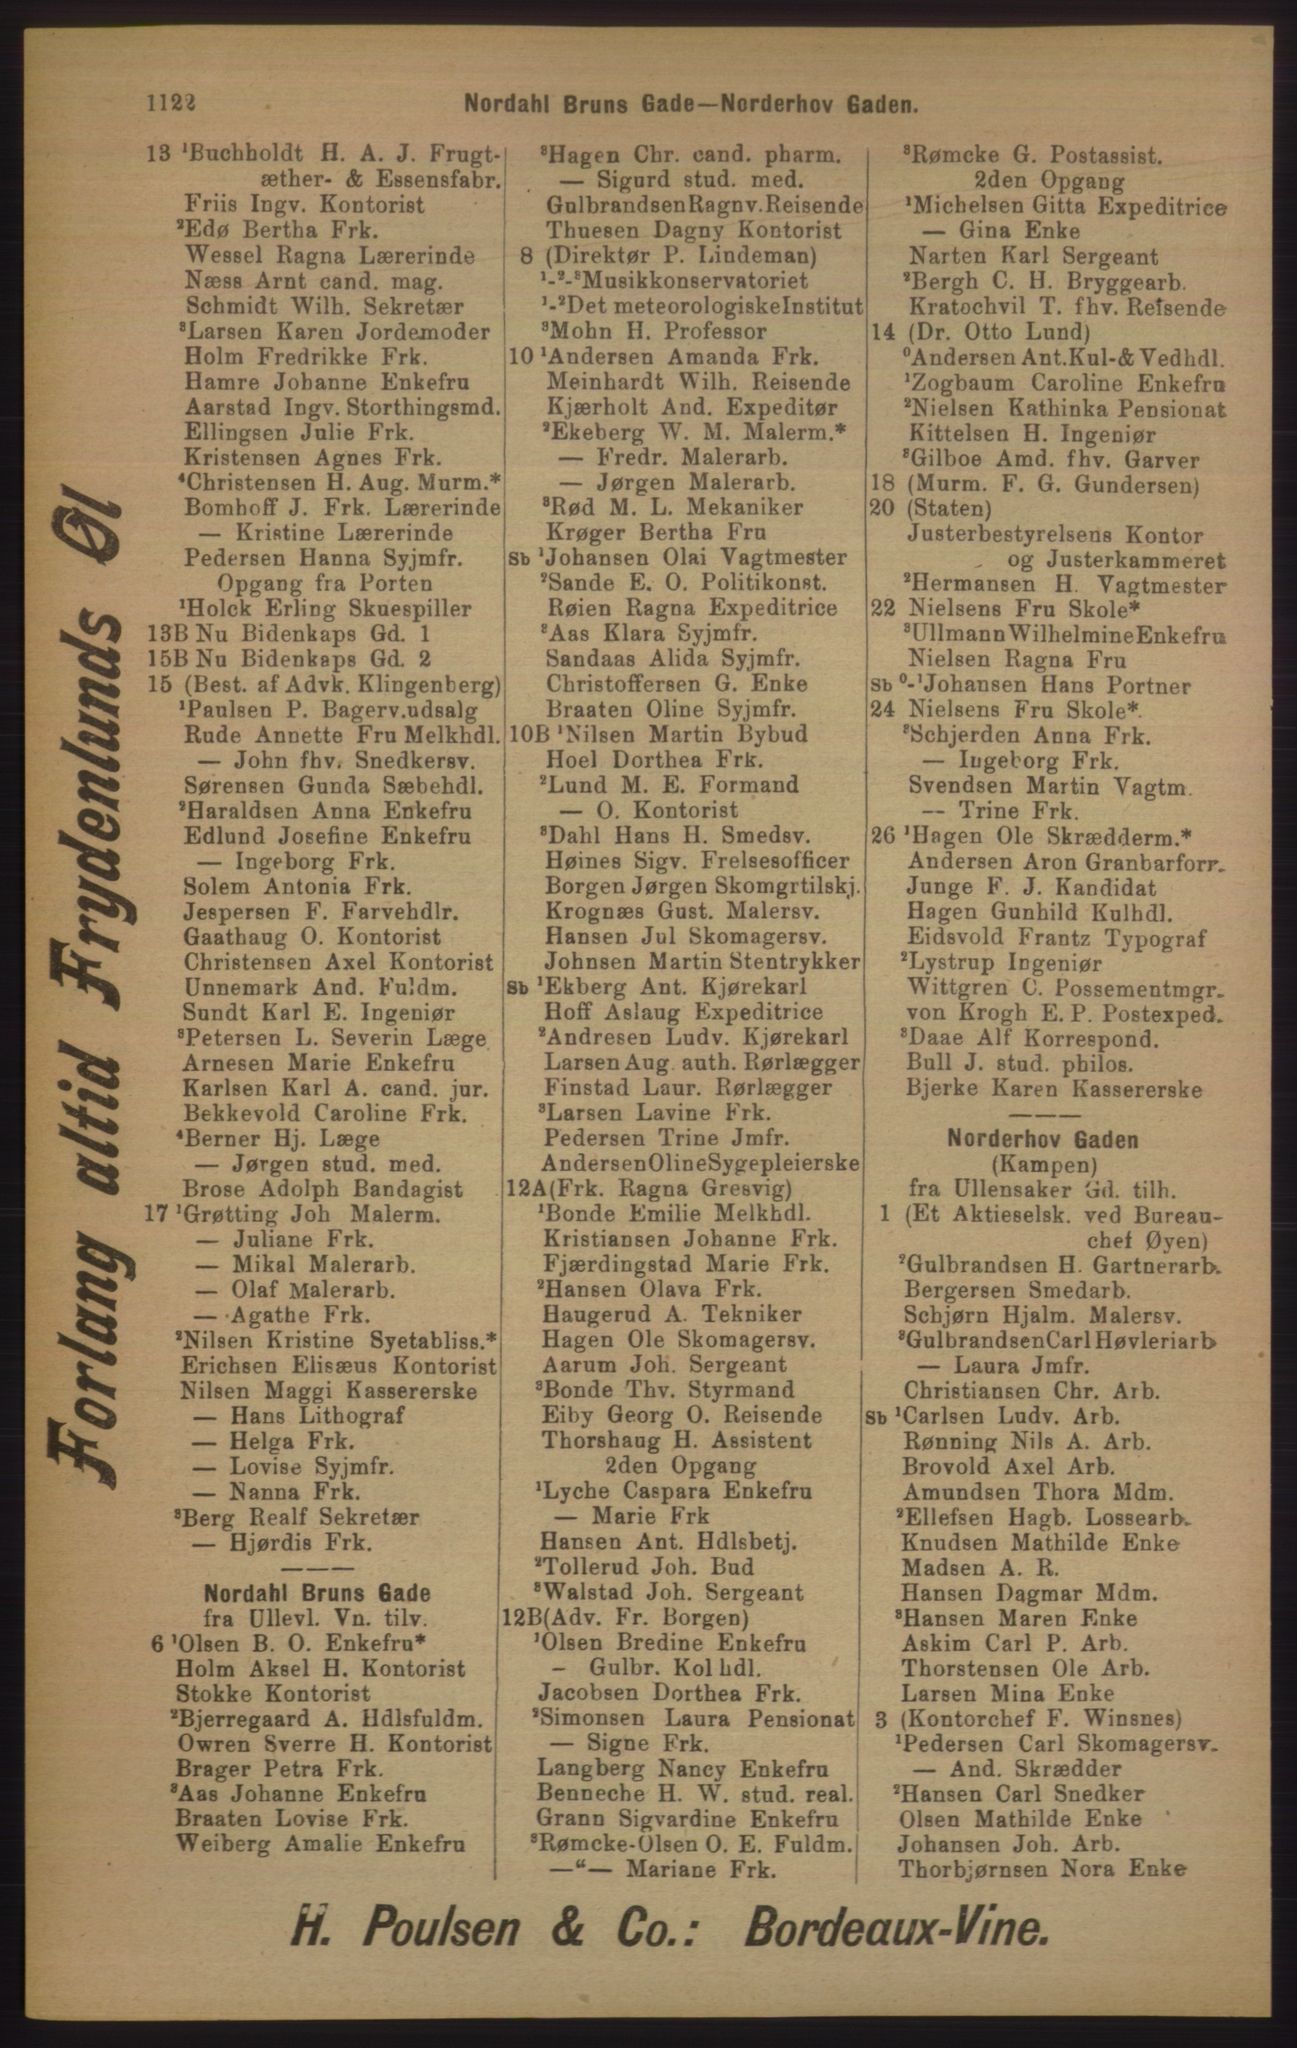 1122
Nordahl Bruns Gade—Norderhov Gaden.
13 ¹Buchholdt H. A. J. Frugt-
æther- & Essensfabr.
Friis Ingv. Kontorist
²Edø Bertha Frk.
Wessel Ragna Lærerinde
Næss Arnt cand. mag.
Schmidt Wilh. Sekretær
³Larsen Karen Jordemoder
Holm Fredrikke Frk.
Hamre Johanne Enkefru
Aarstad Ingv. Storthingsmd.
Ellingsen Julie Frk.
Kristensen Agnes Frk.
⁴Christensen H. Aug. Murm.*
Bomhoff J. Frk. Lærerinde
— Kristine Lærerinde
Pedersen Hanna Syjmfr.
Opgang fra Porten
¹Holck Erling Skuespiller
13B Nu Bidenkaps Gd. 1
15B Nu Bidenkaps Gd. 2
15 (Best. af Advk. Klingenberg)
¹Paulsen P. Bagerv.udsalg
Rude Annette Fru Melkhdl.
— John fhv. Snedkersv.
Sørensen Gunda Sæbehdl.
²Haraldsen Anna Enkefru
Edlund Josefine Enkefru
— Ingeborg Frk.
Solem Antonia Frk.
Jespersen F. Farvehdlr.
Gaathaug O. Kontorist
Christensen Axel Kontorist
Unnemark And. Fuldm.
Sundt Karl E. Ingeniør
³Petersen L. Severin Læge
Arnesen Marie Enkefru
Karlsen Karl A. cand. jur.
Bekkevold Caroline Frk.
⁴Berner Hj. Læge
— Jørgen stud. med.
Brose Adolph Bandagist
17 ¹Grøtting Joh Malerm.
— Juliane Frk.
— Mikal Malerarb.
— Olaf Malerarb.
— Agathe Frk.
²Nilsen Kristine Syetabliss.*
Erichsen Elisæus Kontorist
Nilsen Maggi Kassererske
— Hans Lithograf
— Helga Frk.
— Lovise Syjmfr.
— Nanna Frk.
³Berg Realf Sekretær
— Hjørdis Frk.
———
Nordahl Bruns Gade
fra Ullevl. Vn. tilv.
6 ¹Olsen B. O. Enkefru*
Holm Aksel H. Kontorist
Stokke Kontorist
²Bjerregaard A. Hdlsfuldm.
Owren Sverre H. Kontorist
Brager Petra Frk.
³Aas Johanne Enkefru
Braaten Lovise Frk.
Weiberg Amalie Enkefru
³Hagen Chr. cand. pharm.
— Sigurd stud. med.
Gulbrandsen Ragnv. Reisende
Thuesen Dagny Kontorist
8 (Direktør P. Lindeman)
¹-²-³Musikkonservatoriet
¹-²Det meteorologiske Institut
³Mohn H. Professor
10 ¹Andersen Amanda Frk.
Meinhardt Wilh. Reisende
Kjærholt And. Expeditør
²Ekeberg W. M. Malerm.*
— Fredr. Malerarb.
— Jørgen Malerarb.
³Rød M. L. Mekaniker
Krøger Bertha Fru
Sb ¹Johansen Olai Vagtmester
²Sande E. O. Politikonst.
Røien Ragna Expeditrice
³Aas Klara Syjmfr.
Sandaas Alida Syjmfr.
Christoffersen G. Enke
Braaten Oline Syjmfr.
10B ¹Nilsen Martin Bybud
Hoel Dorthea Frk.
²Lund M. E. Formand
— O. Kontorist
³Dahl Hans H. Smedsv.
Høines Sigv. Frelsesofficer
Borgen Jørgen Skomgrtilskj.
Krognæs Gust. Malersv.
Hansen Jul Skomagersv.
Johnsen Martin Stentrykker
Sb ¹Ekberg Ant. Kjørekarl
Hoff Aslaug Expeditrice
²Andresen Ludv. Kjørekarl
Larsen Aug. auth. Rørlægger
Finstad Laur. Rørlægger
³Larsen Lavine Frk.
Pedersen Trine Jmfr.
Andersen Oline Sygepleierske
12A (Frk. Ragna Gresvig)
¹Bonde Emilie Melkhdl.
Kristiansen Johanne Frk.
Fjærdingstad Marie Frk.
²Hansen Olava Frk.
Haugerud A. Tekniker
Hagen Ole Skomagersv.
Aarum Joh. Sergeant
³Bonde Thv. Styrmand
Eiby Georg O. Reisende
Thorshaug H. Assistent
2den Opgang
¹Lyche Caspara Enkefru
— Marie Frk
Hansen Ant. Hdlsbetj.
²Tollerud Joh. Bud
³Walstad Joh. Sergeant
12B (Adv. Fr. Borgen)
¹Olsen Bredine Enkefru
— Gulbr. Kolhdl.
Jacobsen Dorthea Frk.
²Simonsen Laura Pensionat
— Signe Frk.
Langberg Nancy Enkefru
Benneche H. W. stud. real.
Grann Sigvardine Enkefru
³Rømcke-Olsen O. E. Fuldm.
—“— Mariane Frk.
³Rømcke G. Postassist.
2den Opgang
¹Michelsen Gitta Expeditrice
— Gina Enke
Narten Karl Sergeant
²Bergh C. H. Bryggearb.
Kratochvil T. fhv. Reisende
14 (Dr. Otto Lund)
⁰Andersen Ant. Kul- & Vedhdl.
¹Zogbaum Caroline Enkefru
²Nielsen Kathinka Pensionat
Kittelsen H. Ingeniør
³Gilboe Amd. fhv. Garver
18 (Murm. F. G. Gundersen)
20 (Staten)
Justerbestyrelsens Kontor
og Justerkammeret
²Hermansen H. Vagtmester
22 Nielsens Fru Skole*
³Ullmann Wilhelmine Enkefru
Nielsen Ragna Fru
Sb ⁰-¹Johansen Hans Portner
24 Nielsens Fru Skole*.
³Schjerden Anna Frk.
— Ingeborg Frk.
Svendsen Martin Vagtm.
— Trine Frk.
26 ¹Hagen Ole Skrædderm.*
Andersen Aron Granbarforr.
Junge F. J. Kandidat
Hagen Gunhild Kulhdl.
Eidsvold Frantz Typograf
²Lystrup Ingeniør
Wittgren C. Possementmgr.
von Krogh E. P. Postexped.
³Daae Alf Korrespond.
Bull J. stud. philos.
Bjerke Karen Kassererske
———
Norderhov Gaden
(Kampen)
fra Ullensaker Gd. tilh.
1 (Et Aktieselsk. ved Bureau-
chef Øyen)
²Gulbrandsen H. Gartnerarb.
Bergersen Smedarb.
Schjørn Hjalm. Malersv.
³Gulbrandsen Carl Høvleriarb
— Laura Jmfr.
Christiansen Chr. Arb.
Sb ¹Carlsen Ludv. Arb.
Rønning Nils A. Arb.
Brovold Axel Arb.
Amundsen Thora Mdm.
²Ellefsen Hagb. Lossearb.
Knudsen Mathilde Enke
Madsen A. R.
Hansen Dagmar Mdm.
³Hansen Maren Enke
Askim Carl P. Arb.
Thorstensen Ole Arb.
Larsen Mina Enke
3 (Kontorchef F. Winsnes)
¹Pedersen Carl Skomagersv.
— And. Skrædder
²Hansen Carl Snedker
Olsen Mathilde Enke
Johansen Joh. Arb.
Thorbjørnsen Nora Enke
Forlang altid Frydenlunds Øl
H. Poulsen & Co.: Bordeaux-Vine.